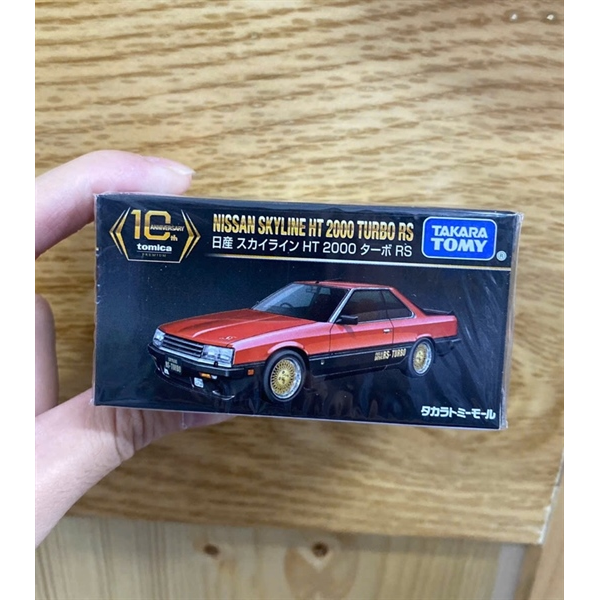 10th
ANNIVERSARY
tomica
PREMIUM
NISSAN SKYLINE HT 2000 TURBO RS
日産 スカイライン HT 2000 ターボ RS
TAKARA
TOMY
RS-TURBO
タカラトミーモール